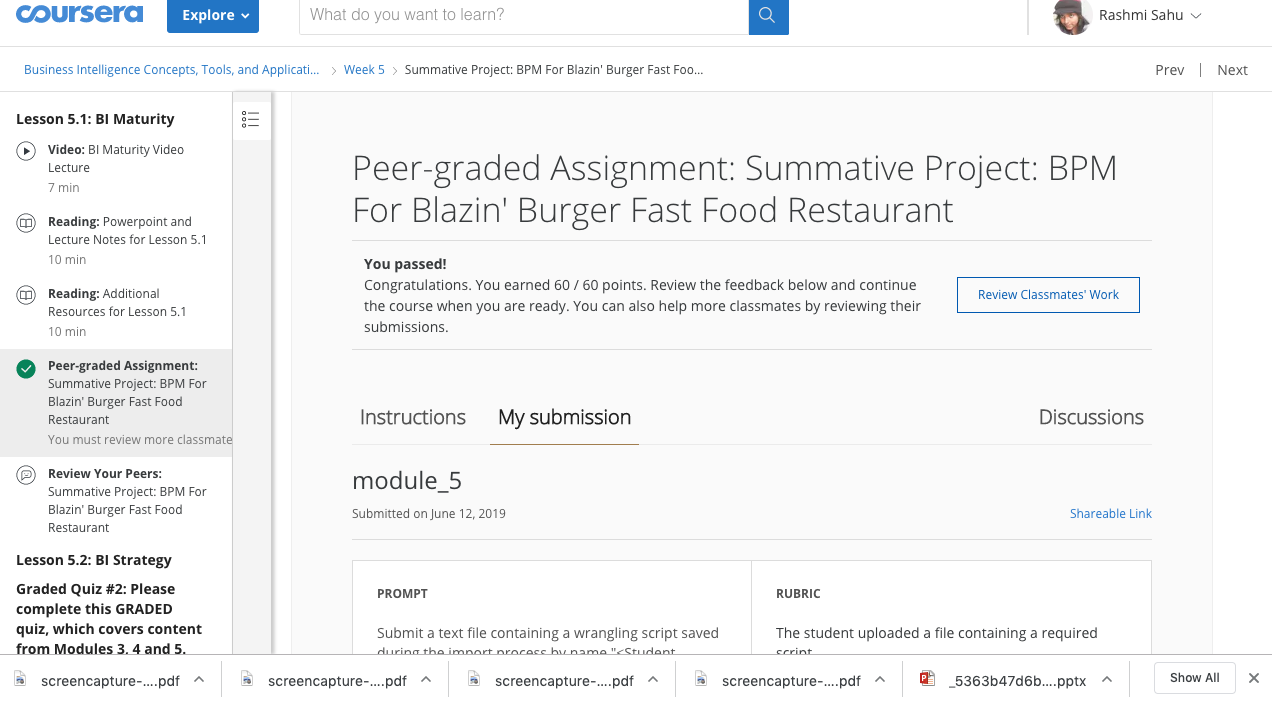 coursera
Explore
What do you want to learn?
Rashmi Sahu
Business Intelligence Concepts, Tools, and Applicati...
Week 5
Summative Project: BPM For Blazin' Burger Fast Foo...
Prev | Next
Lesson 5.1: BI Maturity
Video: BI Maturity Video
Lecture
7 min
Reading: Powerpoint and
Lecture Notes for Lesson 5.1
10 min
Reading: Additional
Resources for Lesson 5.1
10 min
Peer-graded Assignment:
Summative Project: BPM For
Blazin' Burger Fast Food
Restaurant
You must review more classmate
Review Your Peers:
Summative Project: BPM For
Blazin' Burger Fast Food
Restaurant
Lesson 5.2: BI Strategy
Graded Quiz #2: Please
complete this GRADED
quiz, which covers content
from Modules 3, 4 and 5.
Peer-graded Assignment: Summative Project: BPM
For Blazin' Burger Fast Food Restaurant
You passed!
Congratulations. You earned 60 / 60 points. Review the feedback below and continue
the course when you are ready. You can also help more classmates by reviewing their
submissions.
Review Classmates' Work
Instructions
My submission
Discussions
module_5
Submitted on June 12, 2019
Shareable Link
PROMPT
Submit a text file containing a wrangling script saved
during the import process by name "<Student
RUBRIC
The student uploaded a file containing a required
script
screencapture-....pdf
screencapture-....pdf
screencapture-....pdf
screencapture-....pdf
_5363b47d6b....pptx
Show All